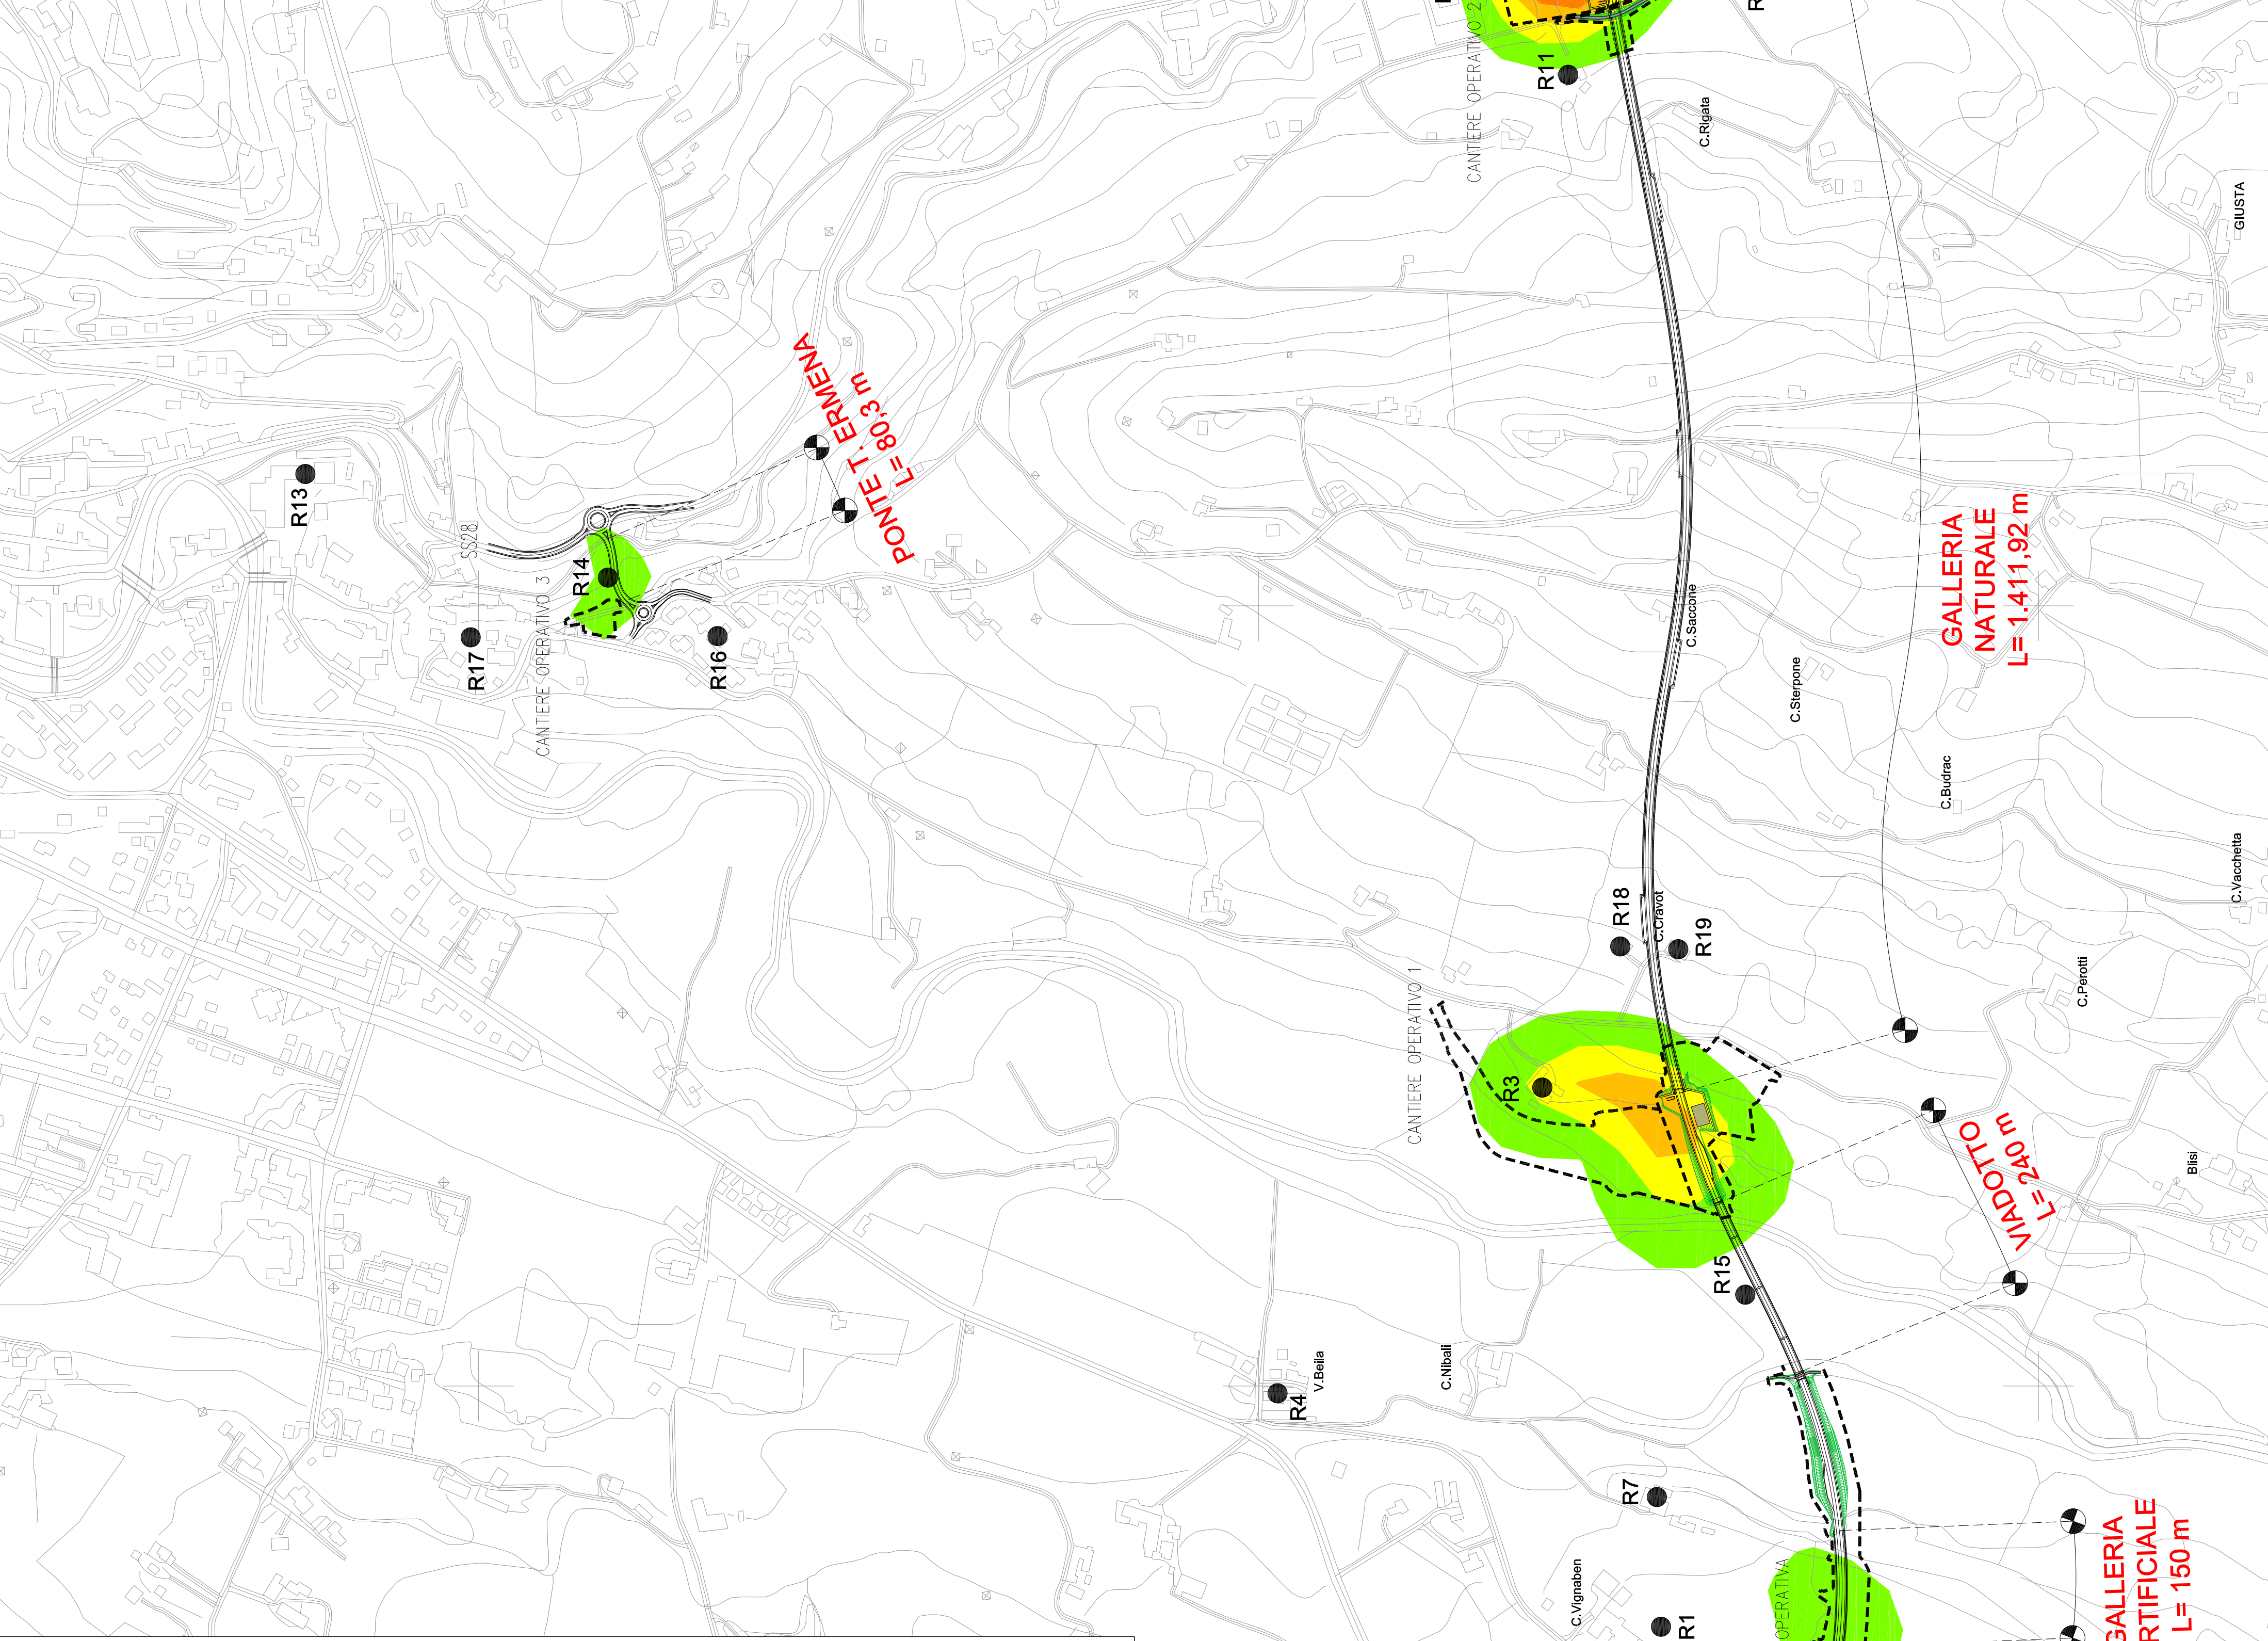 CANTIERE OPERATIVO 2
R11
C.Rigata
GIUSTA
PONTE T. ERMENA
L= 80,3 m
R13
SS28
R14
CANTIERE OPERATIVO 3
R17
R16
GALLERIA
NATURALE
L= 1.411,92 m
C.Saccone
C.Sterpone
C.Budrac
C.Vacchetta
R18
C.Cravot
R19
C.Perotti
CANTIERE OPERATIVO 1
R3
VIADOTTO
L= 240 m
Blisi
R15
V.Beila
R4
C.Nibali
R7
C.Vignaben
R1
OPERATIVA
GALLERIA
RTIFICIALE
L= 150 m